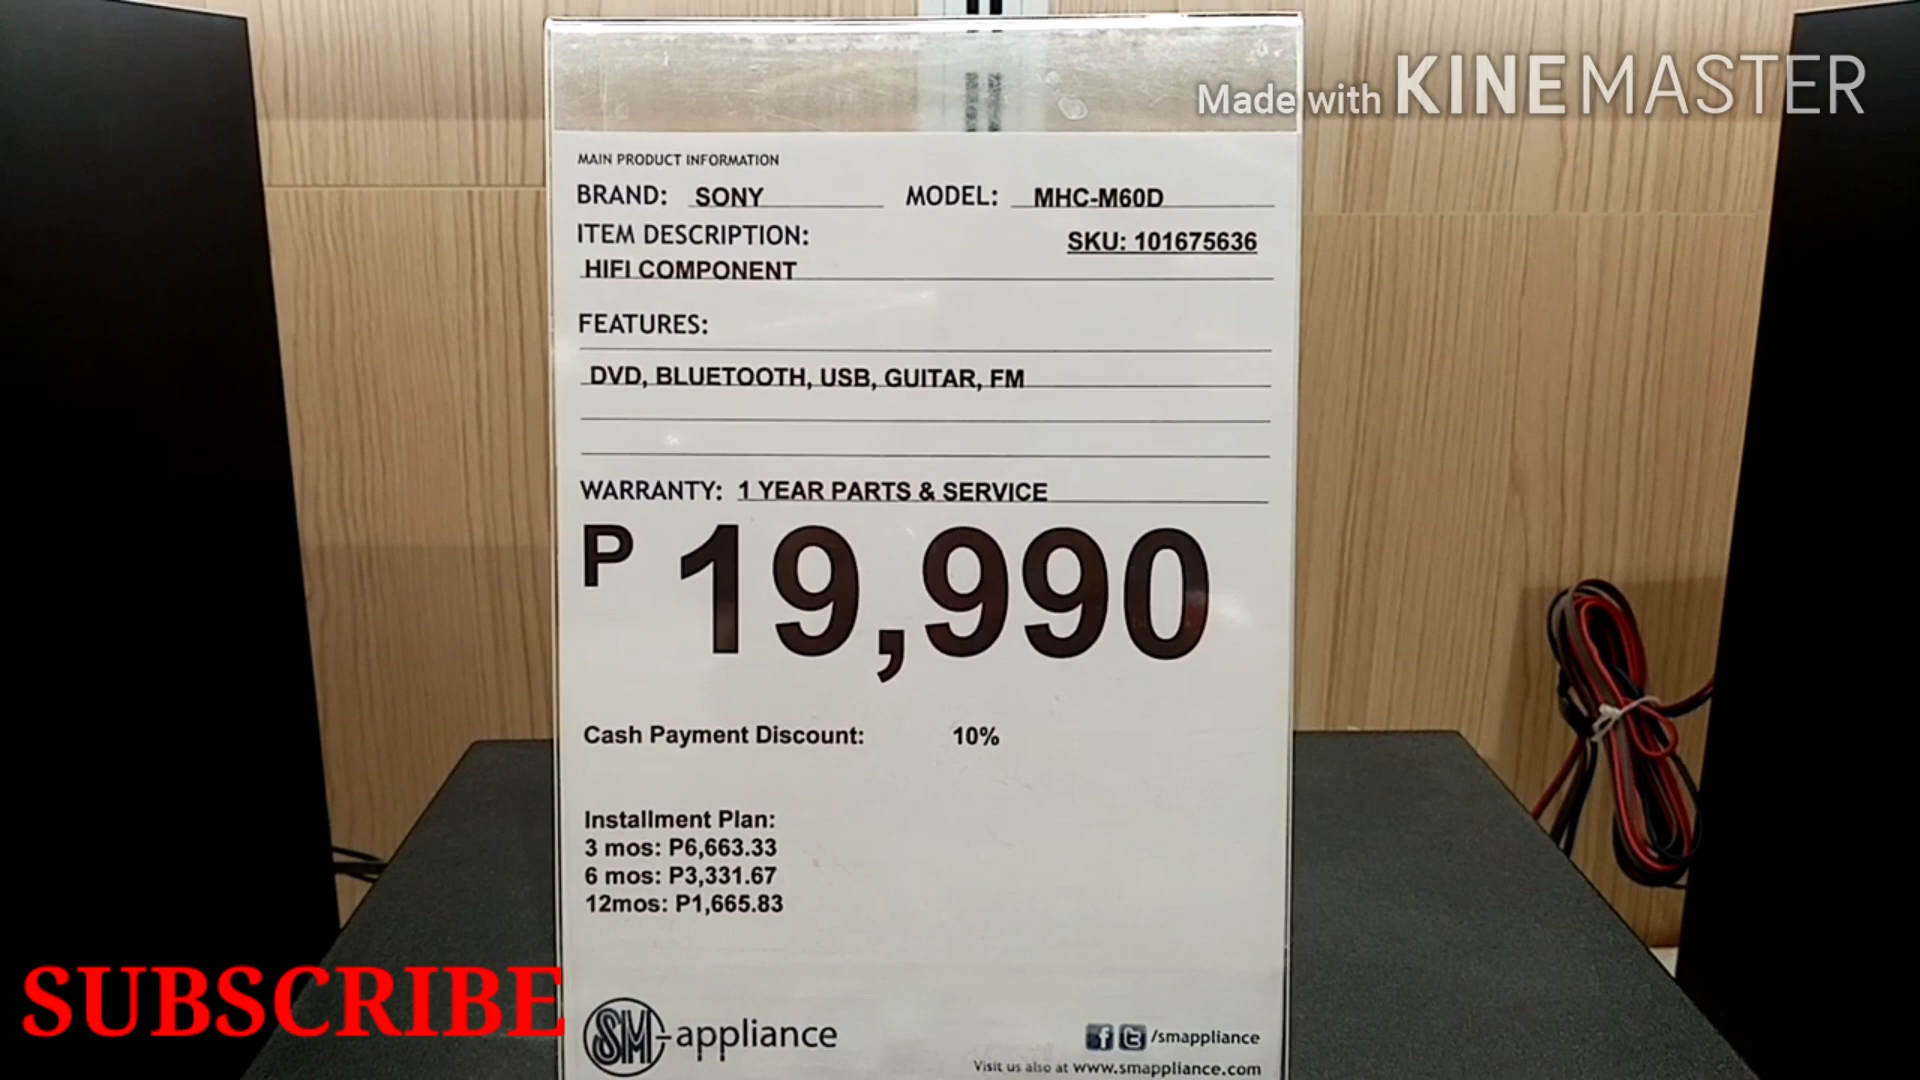 Made with KINEMASTER
MAIN PRODUCT INFORMATION
BRAND: SONY MODEL: MHC-M60D
ITEM DESCRIPTION: SKU: 101675636
HIFI COMPONENT
FEATURES:
DVD, BLUETOOTH, USB, GUITAR, FM
WARRANTY: 1 YEAR PARTS & SERVICE
P 19,990
Cash Payment Discount: 10%
Installment Plan:
3 mos: P6,663.33
6 mos: P3,331.67
12mos: P1,665.83
SUBSCRIBE
SM appliance
f t /smappliance
Visit us also at www.smappliance.com